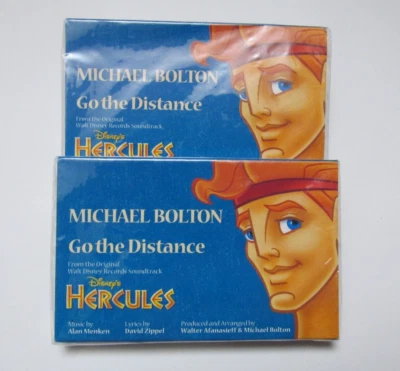 MICHAEL BOLTON
Go the Distance
From the Original
Walt Disney Records Soundtrack
Disney's
HERCULES
MICHAEL BOLTON
Go the Distance
From the Original
Walt Disney Records Soundtrack
Disney's
HERCULES
Music by Lyrics by Produced and Arranged by
Alan Menken David Zippel Walter Afanasieff & Michael Bolton